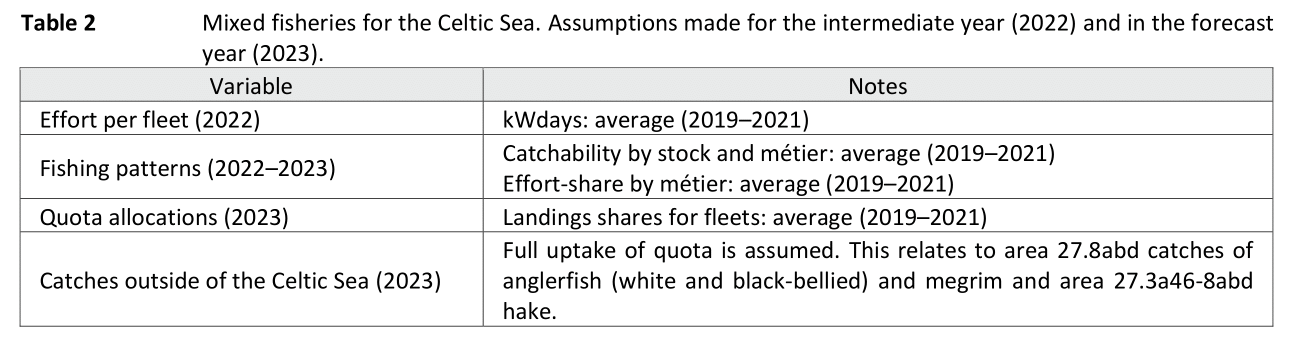 Table 2 Mixed fisheries for the Celtic Sea. Assumptions made for the intermediate year (2022) and in the forecast
year (2023).
Variable Notes
Effort per fleet (2022) kWdays: average (2019–2021)
Fishing patterns (2022–2023)
Catchability by stock and métier: average (2019–2021)
Effort-share by métier: average (2019–2021)
Quota allocations (2023) Landings shares for fleets: average (2019–2021)
Catches outside of the Celtic Sea (2023)
Full uptake of quota is assumed. This relates to area 27.8abd catches of
anglerfish (white and black-bellied) and megrim and area 27.3a46-8abd
hake.